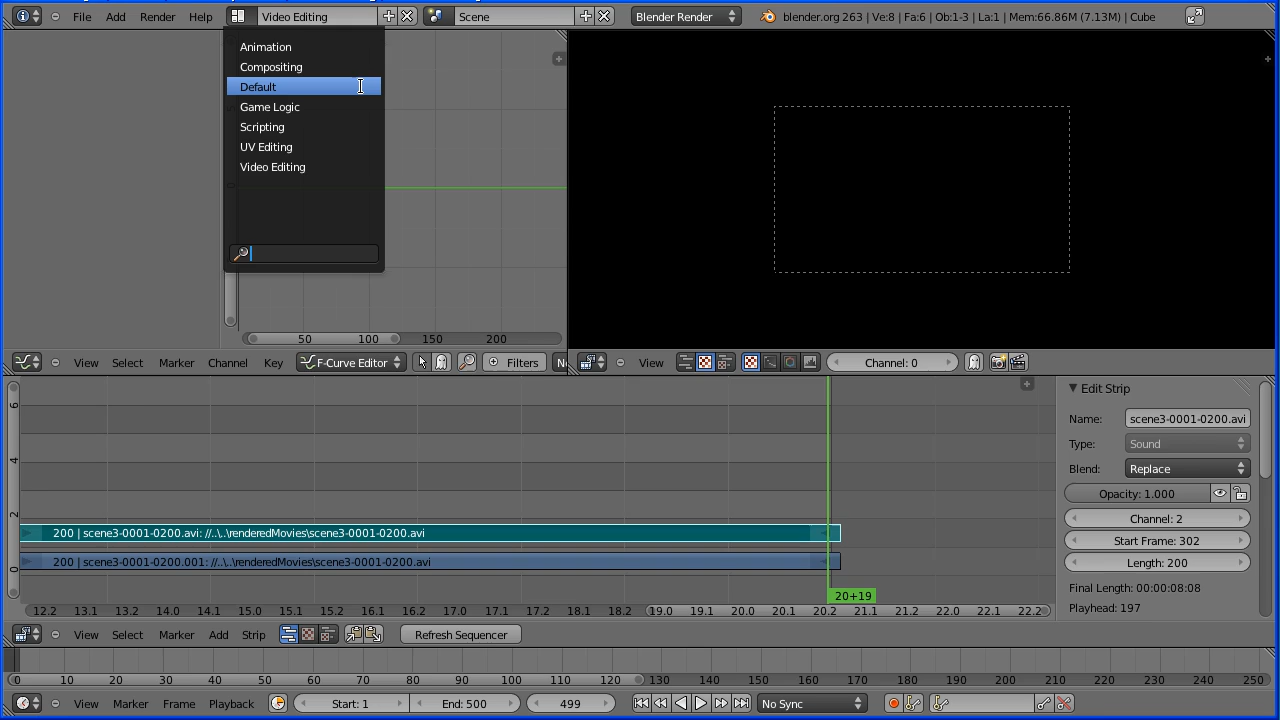 File Add Render Help Video Editing Scene Blender Render blender.org 263 | Ve:8 | Fa:6 | Ob:1-3 | La:1 | Mem:66.86M (7.13M) | Cube
Animation
Compositing
Default
Game Logic
Scripting
UV Editing
Video Editing
50 100 150 200
View Select Marker Channel Key F-Curve Editor Filters N View Channel: 0
6
4
2
0
200 | scene3-0001-0200.avi: //..\..\renderedMovies\scene3-0001-0200.avi
200 | scene3-0001-0200.001: //..\..\renderedMovies\scene3-0001-0200.avi
20+19
12.2 13.1 13.2 14.0 14.1 15.0 15.1 15.2 16.1 16.2 17.0 17.1 17.2 18.1 18.2 19.0 19.1 20.0 20.2 21.1 21.2 22.0 22.1 22.2
Edit Strip
Name: scene3-0001-0200.avi
Type: Sound
Blend: Replace
Opacity: 1.000
Channel: 2
Start Frame: 302
Length: 200
Final Length: 00:00:08:08
Playhead: 197
View Select Marker Add Strip Refresh Sequencer
0 10 20 30 40 50 60 70 80 90 100 110 120 130 140 150 160 170 180 190 200 210 220 230 240 250
View Marker Frame Playback Start: 1 End: 500 499 No Sync